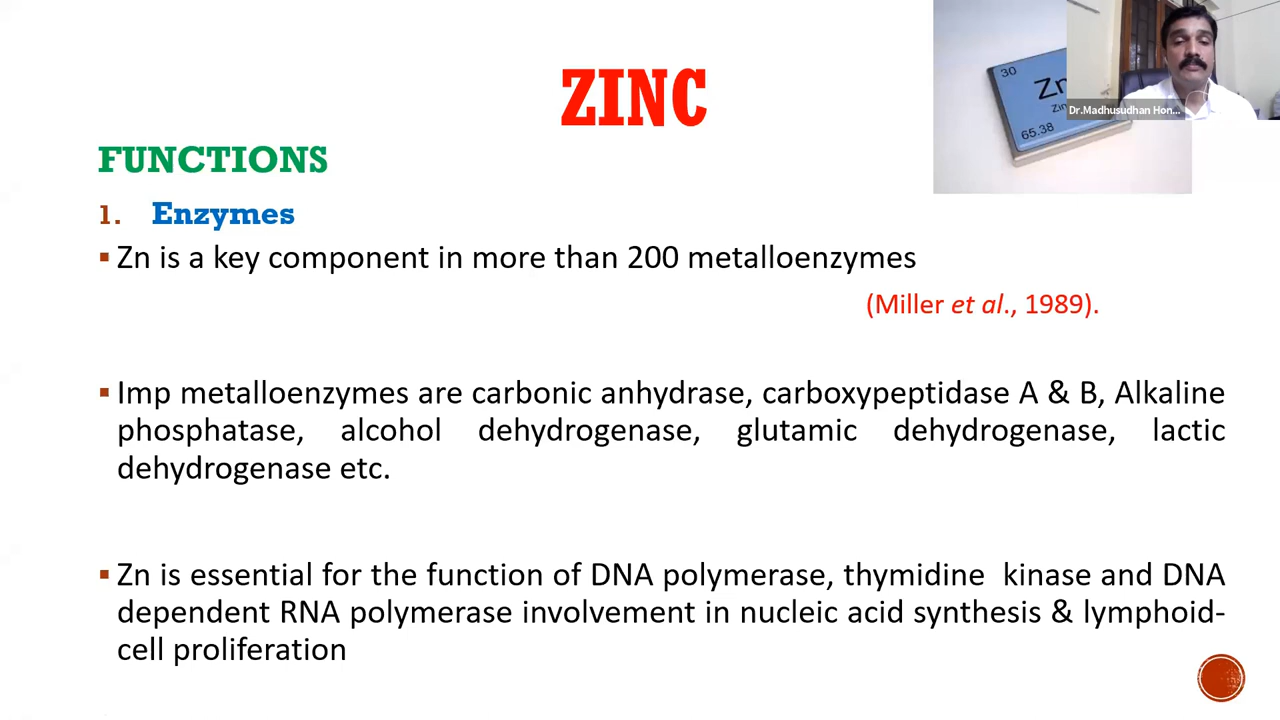 ZINC
30
Zn
Zin
65.38
Dr.Madhusudhan Hon...
FUNCTIONS
1. Enzymes
▪ Zn is a key component in more than 200 metalloenzymes
(Miller et al., 1989).
▪ Imp metalloenzymes are carbonic anhydrase, carboxypeptidase A & B, Alkaline
phosphatase, alcohol dehydrogenase, glutamic dehydrogenase, lactic
dehydrogenase etc.
▪ Zn is essential for the function of DNA polymerase, thymidine kinase and DNA
dependent RNA polymerase involvement in nucleic acid synthesis & lymphoid-
cell proliferation